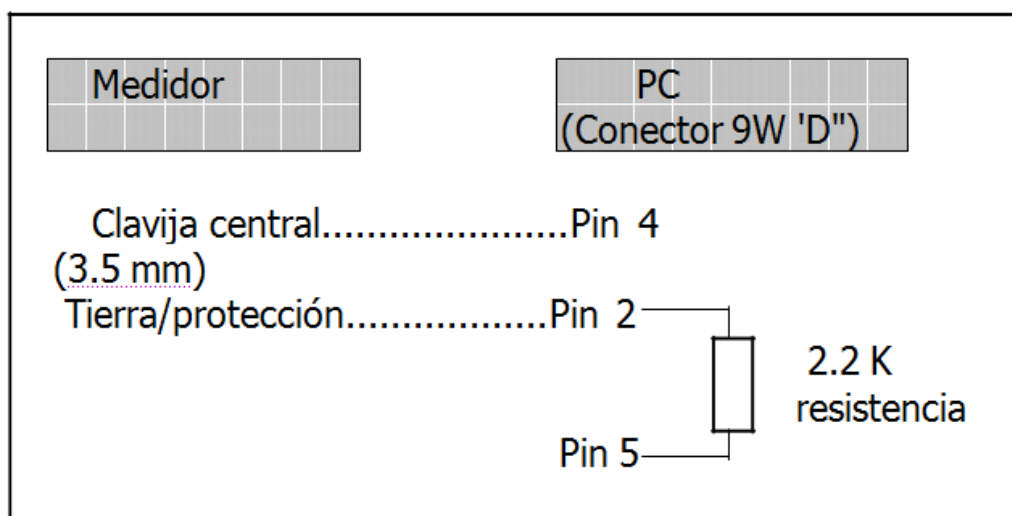 Medidor
PC
(Conector 9W 'D")
Clavija central......................Pin 4
(3.5 mm)
Tierra/protección..................Pin 2
2.2 K
resistencia
Pin 5